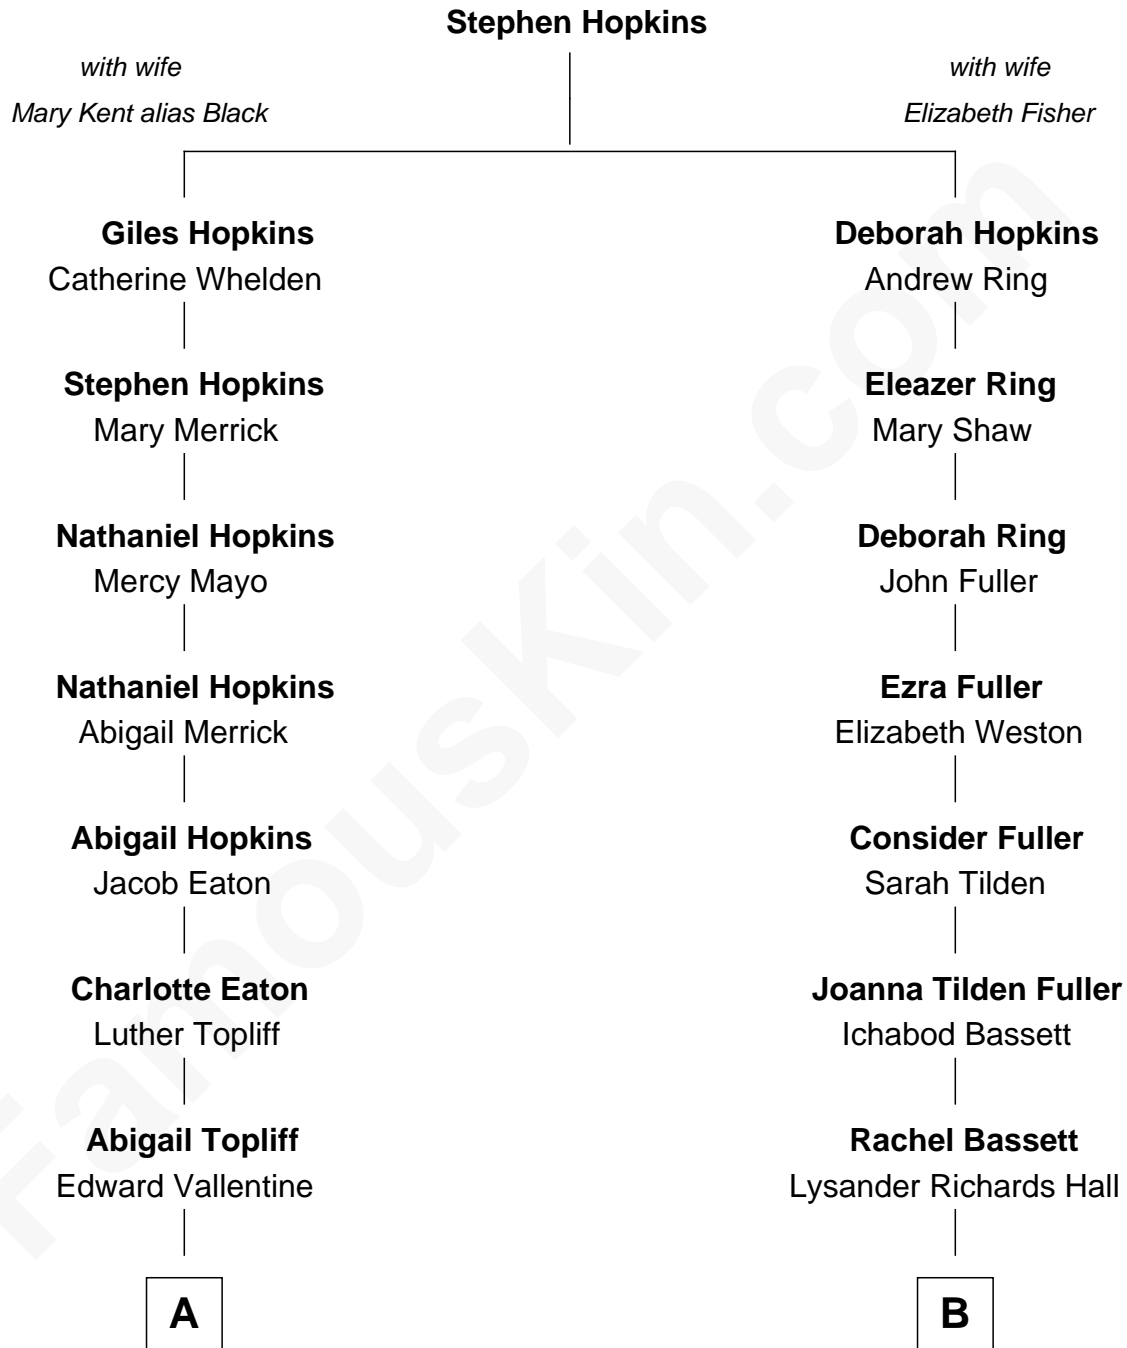 Stephen Hopkins
with wife
Mary Kent alias Black
with wife
Elizabeth Fisher
Giles Hopkins
Catherine Whelden
Deborah Hopkins
Andrew Ring
Stephen Hopkins
Mary Merrick
Eleazer Ring
Mary Shaw
Nathaniel Hopkins
Mercy Mayo
Deborah Ring
John Fuller
Nathaniel Hopkins
Abigail Merrick
Ezra Fuller
Elizabeth Weston
Abigail Hopkins
Jacob Eaton
Consider Fuller
Sarah Tilden
Charlotte Eaton
Luther Topliff
Joanna Tilden Fuller
Ichabod Bassett
Abigail Topliff
Edward Vallentine
Rachel Bassett
Lysander Richards Hall
A
B
FamousKin.com